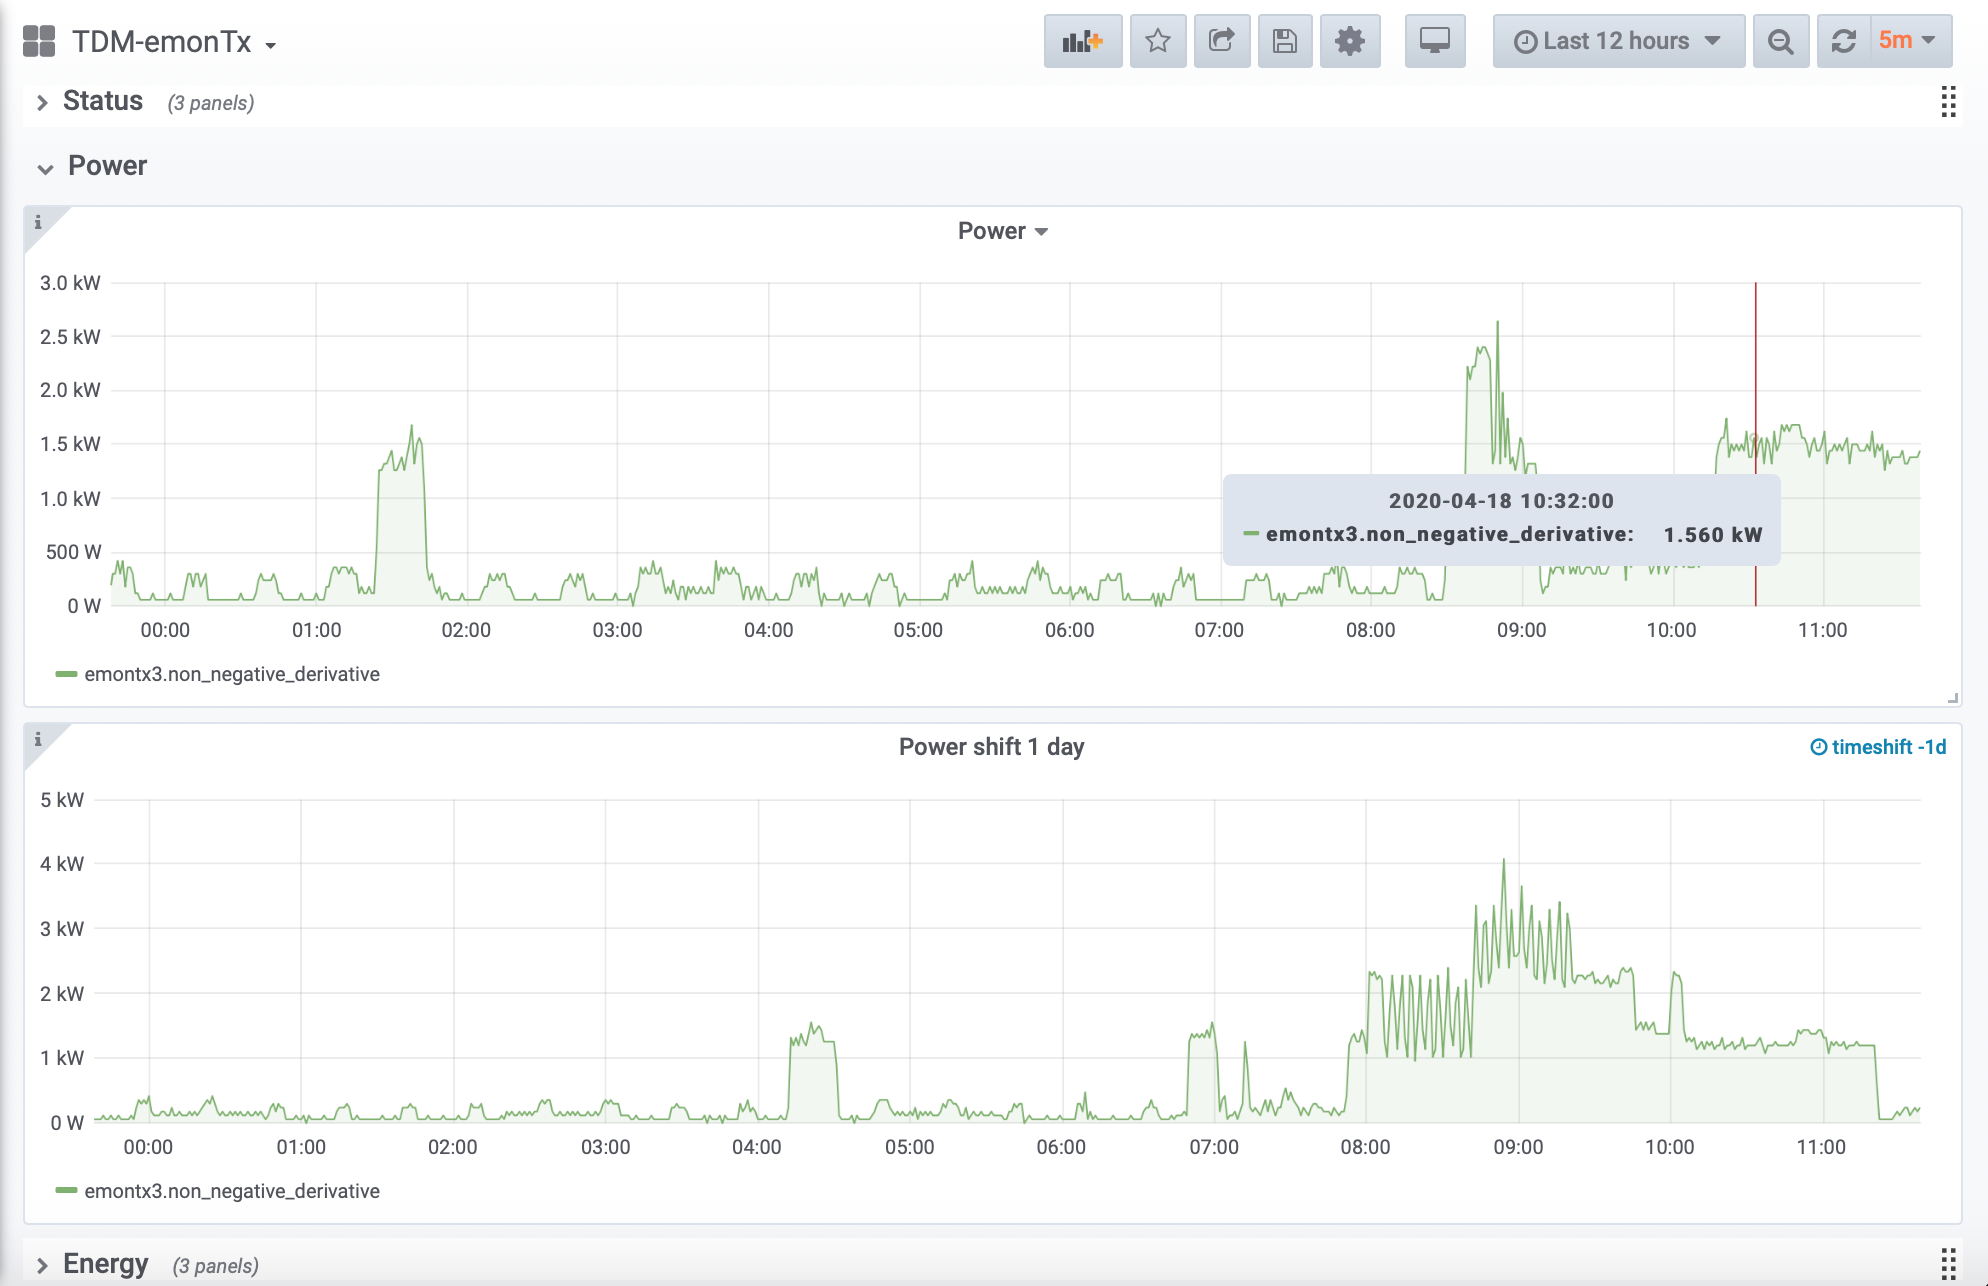 TDM-emonTx
Last 12 hours
5m
Status (3 panels)
Power
i
Power
3.0 kW
2.5 kW
2.0 kW
1.5 kW
1.0 kW
500 W
0 W
2020-04-18 10:32:00
emontx3.non_negative_derivative: 1.560 kW
00:00 01:00 02:00 03:00 04:00 05:00 06:00 07:00 08:00 09:00 10:00 11:00
emontx3.non_negative_derivative
i
Power shift 1 day
timeshift -1d
5 kW
4 kW
3 kW
2 kW
1 kW
0 W
00:00 01:00 02:00 03:00 04:00 05:00 06:00 07:00 08:00 09:00 10:00 11:00
emontx3.non_negative_derivative
Energy (3 panels)